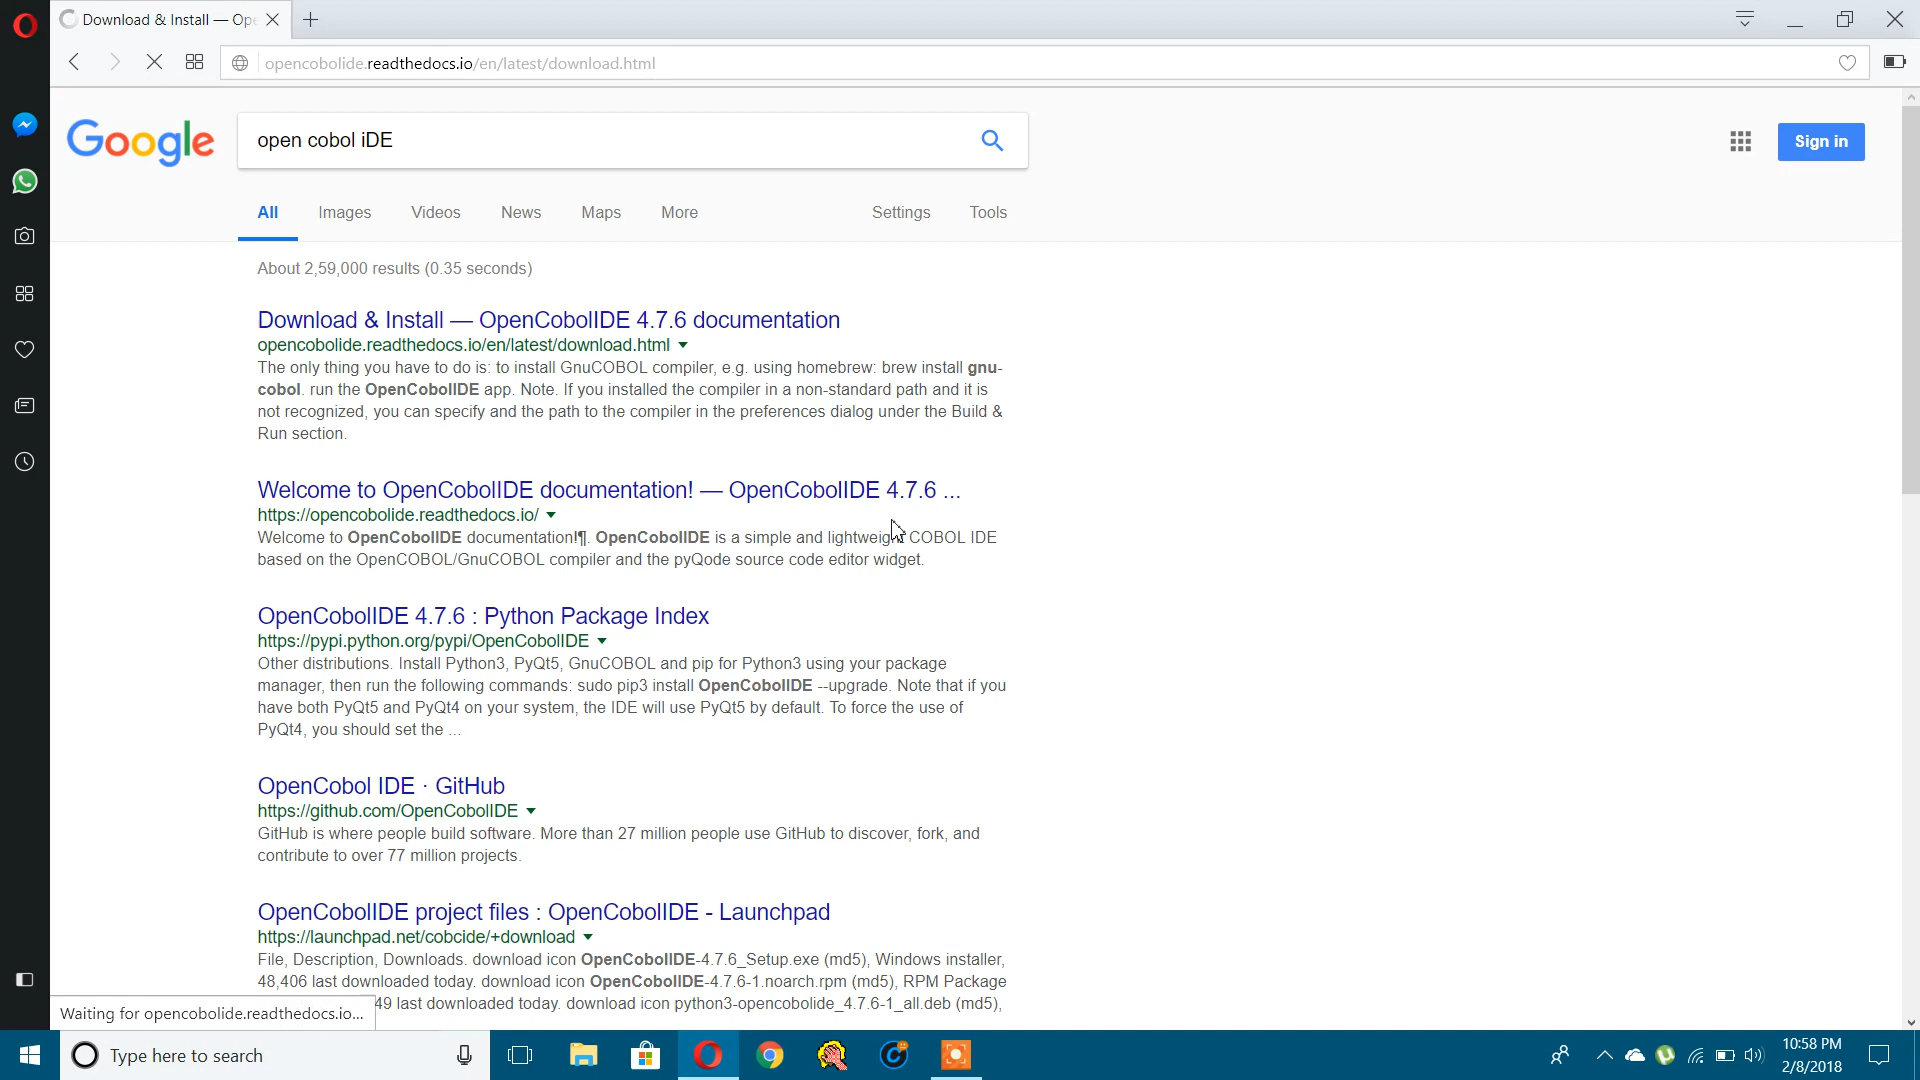 Download & Install — Ope
opencobolide.readthedocs.io/en/latest/download.html
Google
open cobol iDE
Sign in
All Images Videos News Maps More Settings Tools
About 2,59,000 results (0.35 seconds)
Download & Install — OpenCobolIDE 4.7.6 documentation
opencobolide.readthedocs.io/en/latest/download.html
The only thing you have to do is: to install GnuCOBOL compiler, e.g. using homebrew: brew install gnu-
cobol. run the OpenCobolIDE app. Note. If you installed the compiler in a non-standard path and it is
not recognized, you can specify and the path to the compiler in the preferences dialog under the Build &
Run section.
Welcome to OpenCobolIDE documentation! — OpenCobolIDE 4.7.6 ...
https://opencobolide.readthedocs.io/
Welcome to OpenCobolIDE documentation!¶. OpenCobolIDE is a simple and lightweight COBOL IDE
based on the OpenCOBOL/GnuCOBOL compiler and the pyQode source code editor widget.
OpenCobolIDE 4.7.6 : Python Package Index
https://pypi.python.org/pypi/OpenCobolIDE
Other distributions. Install Python3, PyQt5, GnuCOBOL and pip for Python3 using your package
manager, then run the following commands: sudo pip3 install OpenCobolIDE --upgrade. Note that if you
have both PyQt5 and PyQt4 on your system, the IDE will use PyQt5 by default. To force the use of
PyQt4, you should set the ...
OpenCobol IDE · GitHub
https://github.com/OpenCobolIDE
GitHub is where people build software. More than 27 million people use GitHub to discover, fork, and
contribute to over 77 million projects.
OpenCobolIDE project files : OpenCobolIDE - Launchpad
https://launchpad.net/cobcide/+download
File, Description, Downloads. download icon OpenCobolIDE-4.7.6_Setup.exe (md5), Windows installer,
48,406 last downloaded today. download icon OpenCobolIDE-4.7.6-1.noarch.rpm (md5), RPM Package
49 last downloaded today. download icon python3-opencobolide_4.7.6-1_all.deb (md5),
Waiting for opencobolide.readthedocs.io...
Type here to search
10:58 PM
2/8/2018